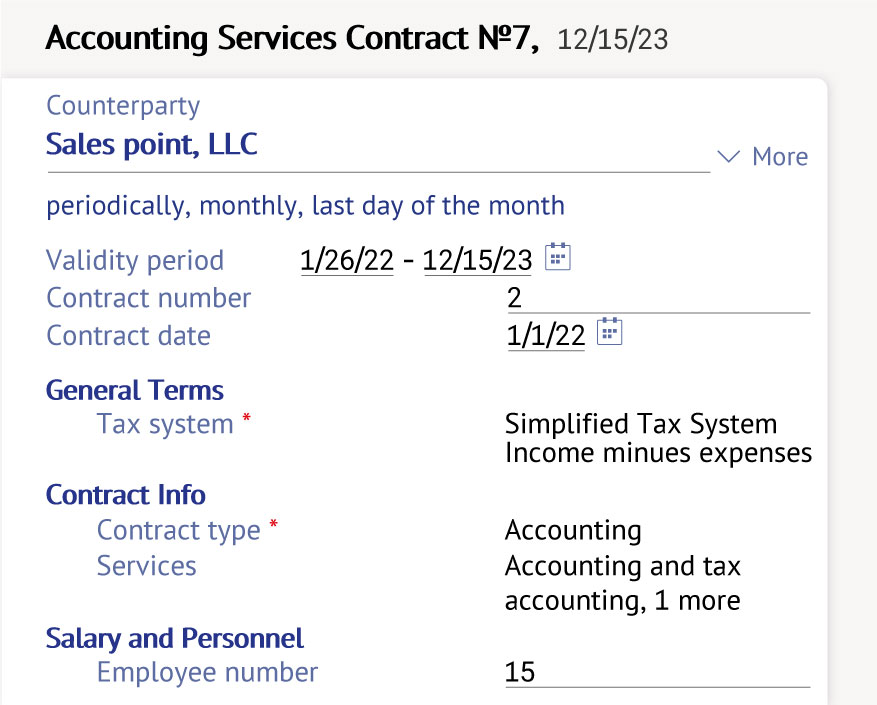 Accounting Services Contract №7, 12/15/23
Counterparty
Sales point, LLC
More
periodically, monthly, last day of the month
Validity period 1/26/22 - 12/15/23
Contract number 2
Contract date 1/1/22
General Terms
Tax system * Simplified Tax System
Income minues expenses
Contract Info
Contract type * Accounting
Services Accounting and tax
accounting, 1 more
Salary and Personnel
Employee number 15